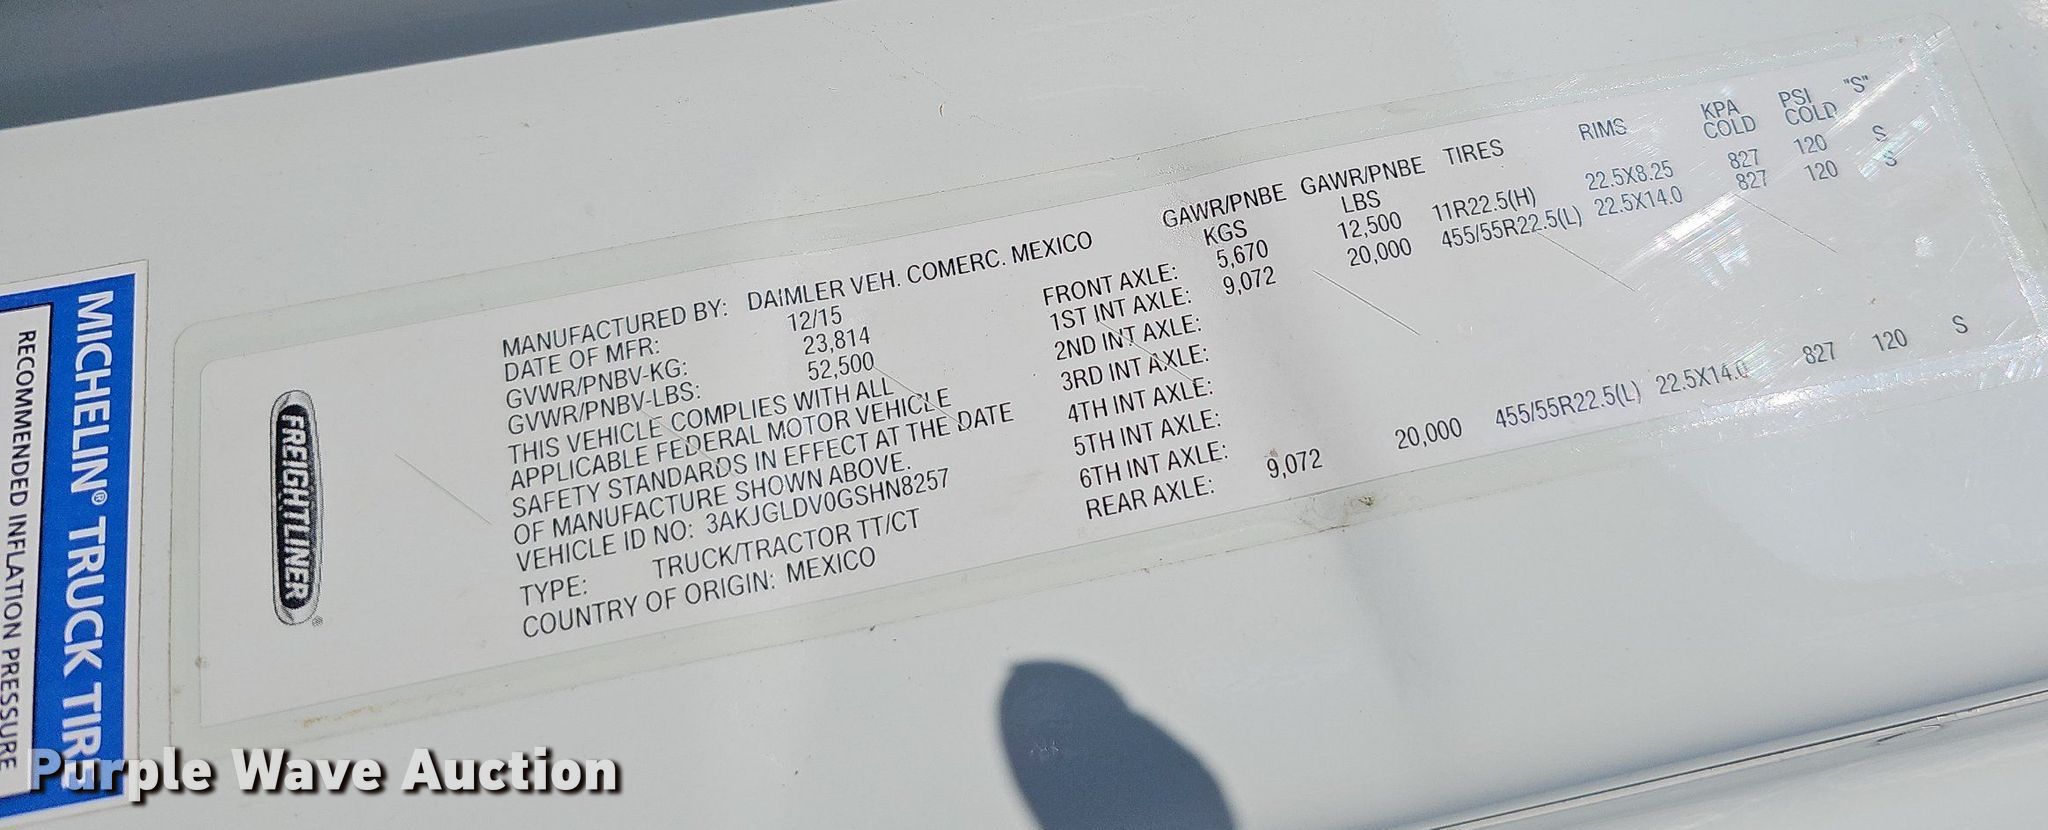 MICHELIN® TRUCK TIRE
RECOMMENDED INFLATION PRESSURE
FREIGHTLINER®
MANUFACTURED BY: DAIMLER VEH. COMERC. MEXICO
DATE OF MFR: 12/15
GVWR/PNBV-KG: 23,814
GVWR/PNBV-LBS: 52,500
THIS VEHICLE COMPLIES WITH ALL
APPLICABLE FEDERAL MOTOR VEHICLE
SAFETY STANDARDS IN EFFECT AT THE DATE
OF MANUFACTURE SHOWN ABOVE.
VEHICLE ID NO: 3AKJGLDV0GSHN8257
TYPE: TRUCK/TRACTOR TT/CT
COUNTRY OF ORIGIN: MEXICO
GAWR/PNBE KGS GAWR/PNBE LBS TIRES RIMS KPA COLD PSI COLD "S"
FRONT AXLE: 5,670 12,500 11R22.5(H) 22.5X8.25 827 120 S
1ST INT AXLE: 9,072 20,000 455/55R22.5(L) 22.5X14.0 827 120 S
2ND INT AXLE:
3RD INT AXLE:
4TH INT AXLE:
5TH INT AXLE:
6TH INT AXLE:
REAR AXLE: 9,072 20,000 455/55R22.5(L) 22.5X14.0 827 120 S
Purple Wave Auction